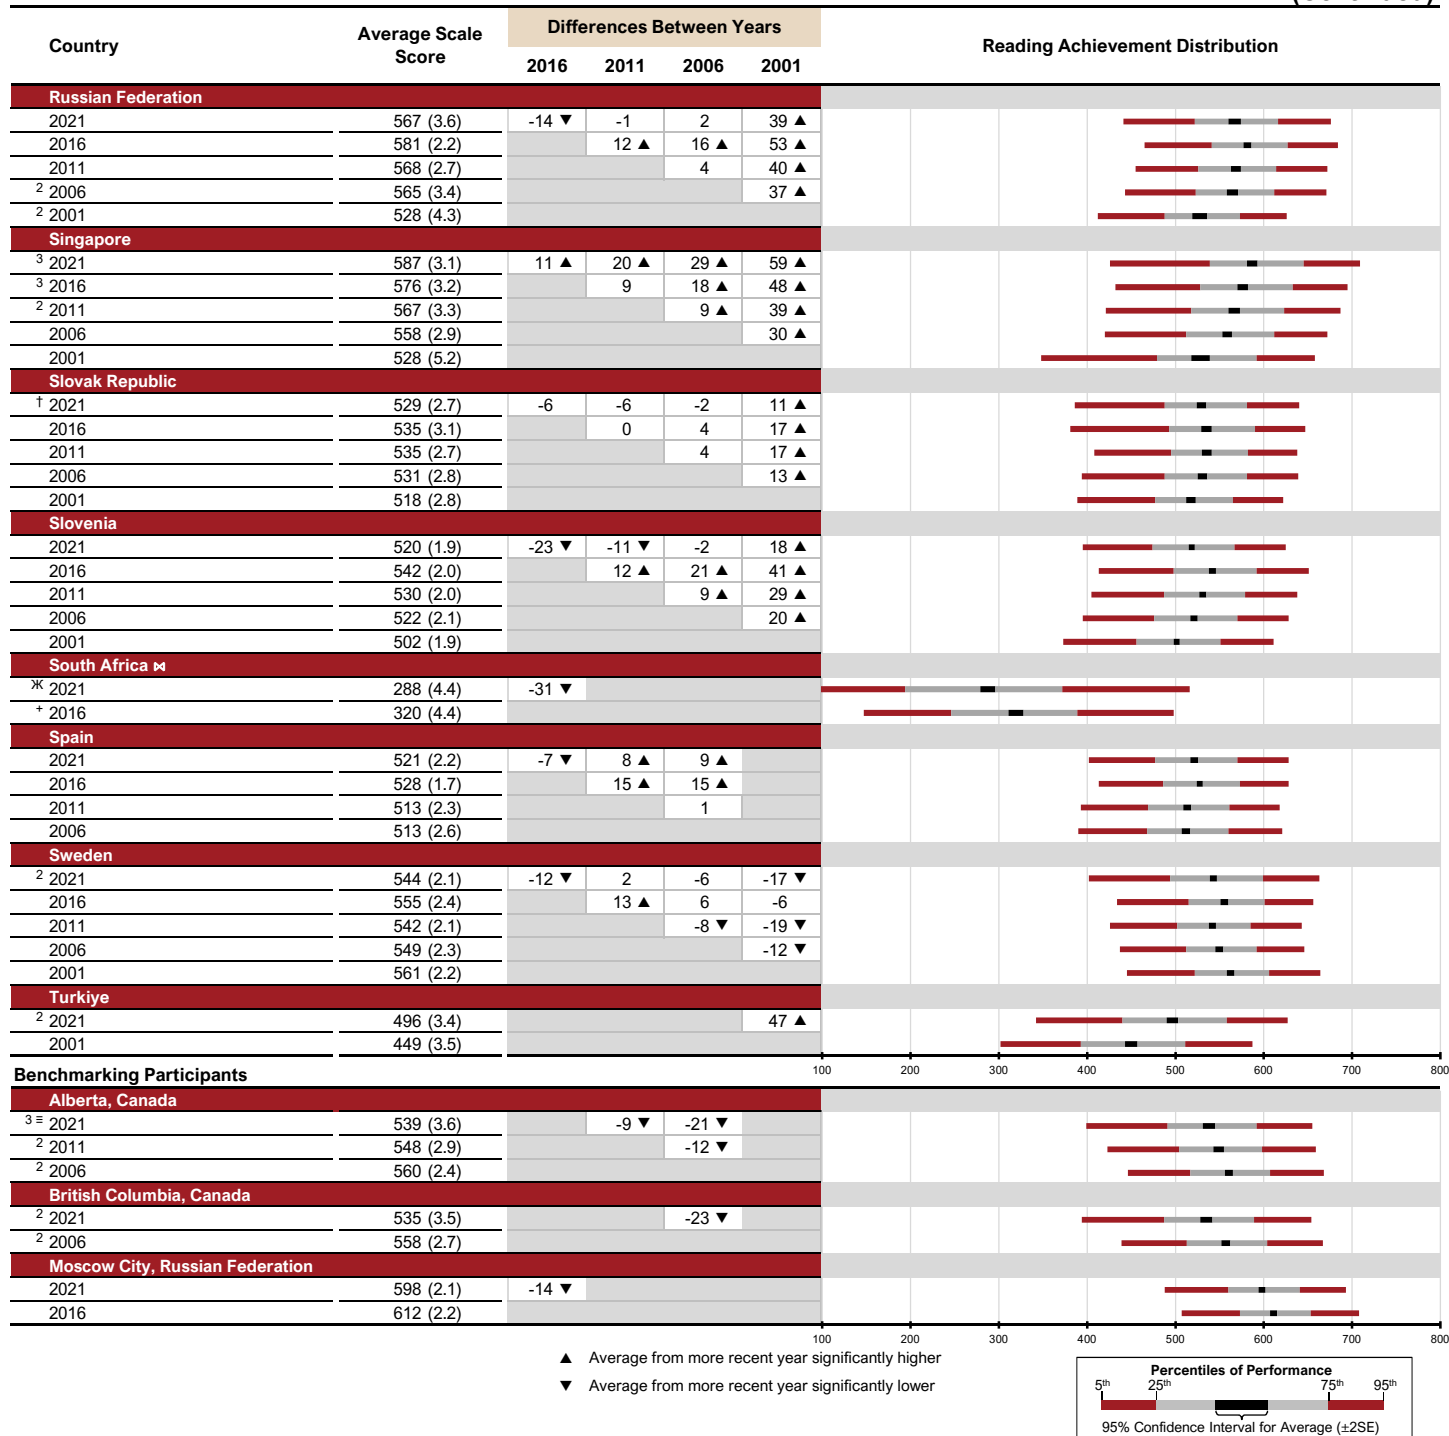 Country Average Scale Score Differences Between Years Reading Achievement Distribution
2016 2011 2006 2001
Russian Federation
2021 567 (3.6) -14 ▼ -1 2 39 ▲
2016 581 (2.2) 12 ▲ 16 ▲ 53 ▲
2011 568 (2.7) 4 40 ▲
2 2006 565 (3.4) 37 ▲
2 2001 528 (4.3)
Singapore
3 2021 587 (3.1) 11 ▲ 20 ▲ 29 ▲ 59 ▲
3 2016 576 (3.2) 9 18 ▲ 48 ▲
2 2011 567 (3.3) 9 ▲ 39 ▲
2006 558 (2.9) 30 ▲
2001 528 (5.2)
Slovak Republic
† 2021 529 (2.7) -6 -6 -2 11 ▲
2016 535 (3.1) 0 4 17 ▲
2011 535 (2.7) 4 17 ▲
2006 531 (2.8) 13 ▲
2001 518 (2.8)
Slovenia
2021 520 (1.9) -23 ▼ -11 ▼ -2 18 ▲
2016 542 (2.0) 12 ▲ 21 ▲ 41 ▲
2011 530 (2.0) 9 ▲ 29 ▲
2006 522 (2.1) 20 ▲
2001 502 (1.9)
South Africa ⋈
Ж 2021 288 (4.4) -31 ▼
+ 2016 320 (4.4)
Spain
2021 521 (2.2) -7 ▼ 8 ▲ 9 ▲
2016 528 (1.7) 15 ▲ 15 ▲
2011 513 (2.3) 1
2006 513 (2.6)
Sweden
2 2021 544 (2.1) -12 ▼ 2 -6 -17 ▼
2016 555 (2.4) 13 ▲ 6 -6
2011 542 (2.1) -8 ▼ -19 ▼
2006 549 (2.3) -12 ▼
2001 561 (2.2)
Turkiye
2 2021 496 (3.4) 47 ▲
2001 449 (3.5)
100 200 300 400 500 600 700 800
Benchmarking Participants
Alberta, Canada
3 ≡ 2021 539 (3.6) -9 ▼ -21 ▼
2 2011 548 (2.9) -12 ▼
2 2006 560 (2.4)
British Columbia, Canada
2 2021 535 (3.5) -23 ▼
2 2006 558 (2.7)
Moscow City, Russian Federation
2021 598 (2.1) -14 ▼
2016 612 (2.2)
100 200 300 400 500 600 700 800
▲ Average from more recent year significantly higher
▼ Average from more recent year significantly lower
Percentiles of Performance
5th 25th 75th 95th
95% Confidence Interval for Average (±2SE)